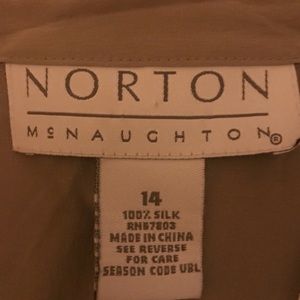 NORTON
McNAUGHTON®
14
100% SILK
RN57803
MADE IN CHINA
SEE REVERSE
FOR CARE
SEASON CODE UBL